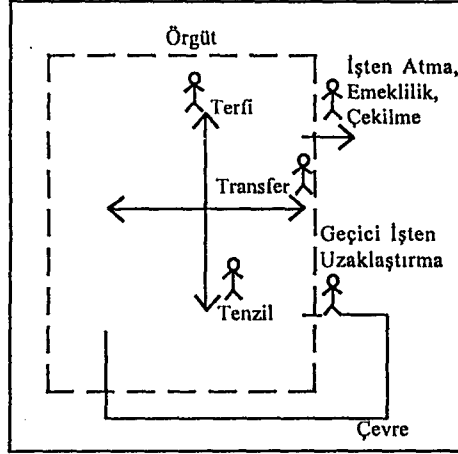 Örgüt
İşten Atma,
Emeklilik,
Çekilme
Terfi
Transfer
Geçici İşten
Uzaklaştırma
Tenzil
Çevre